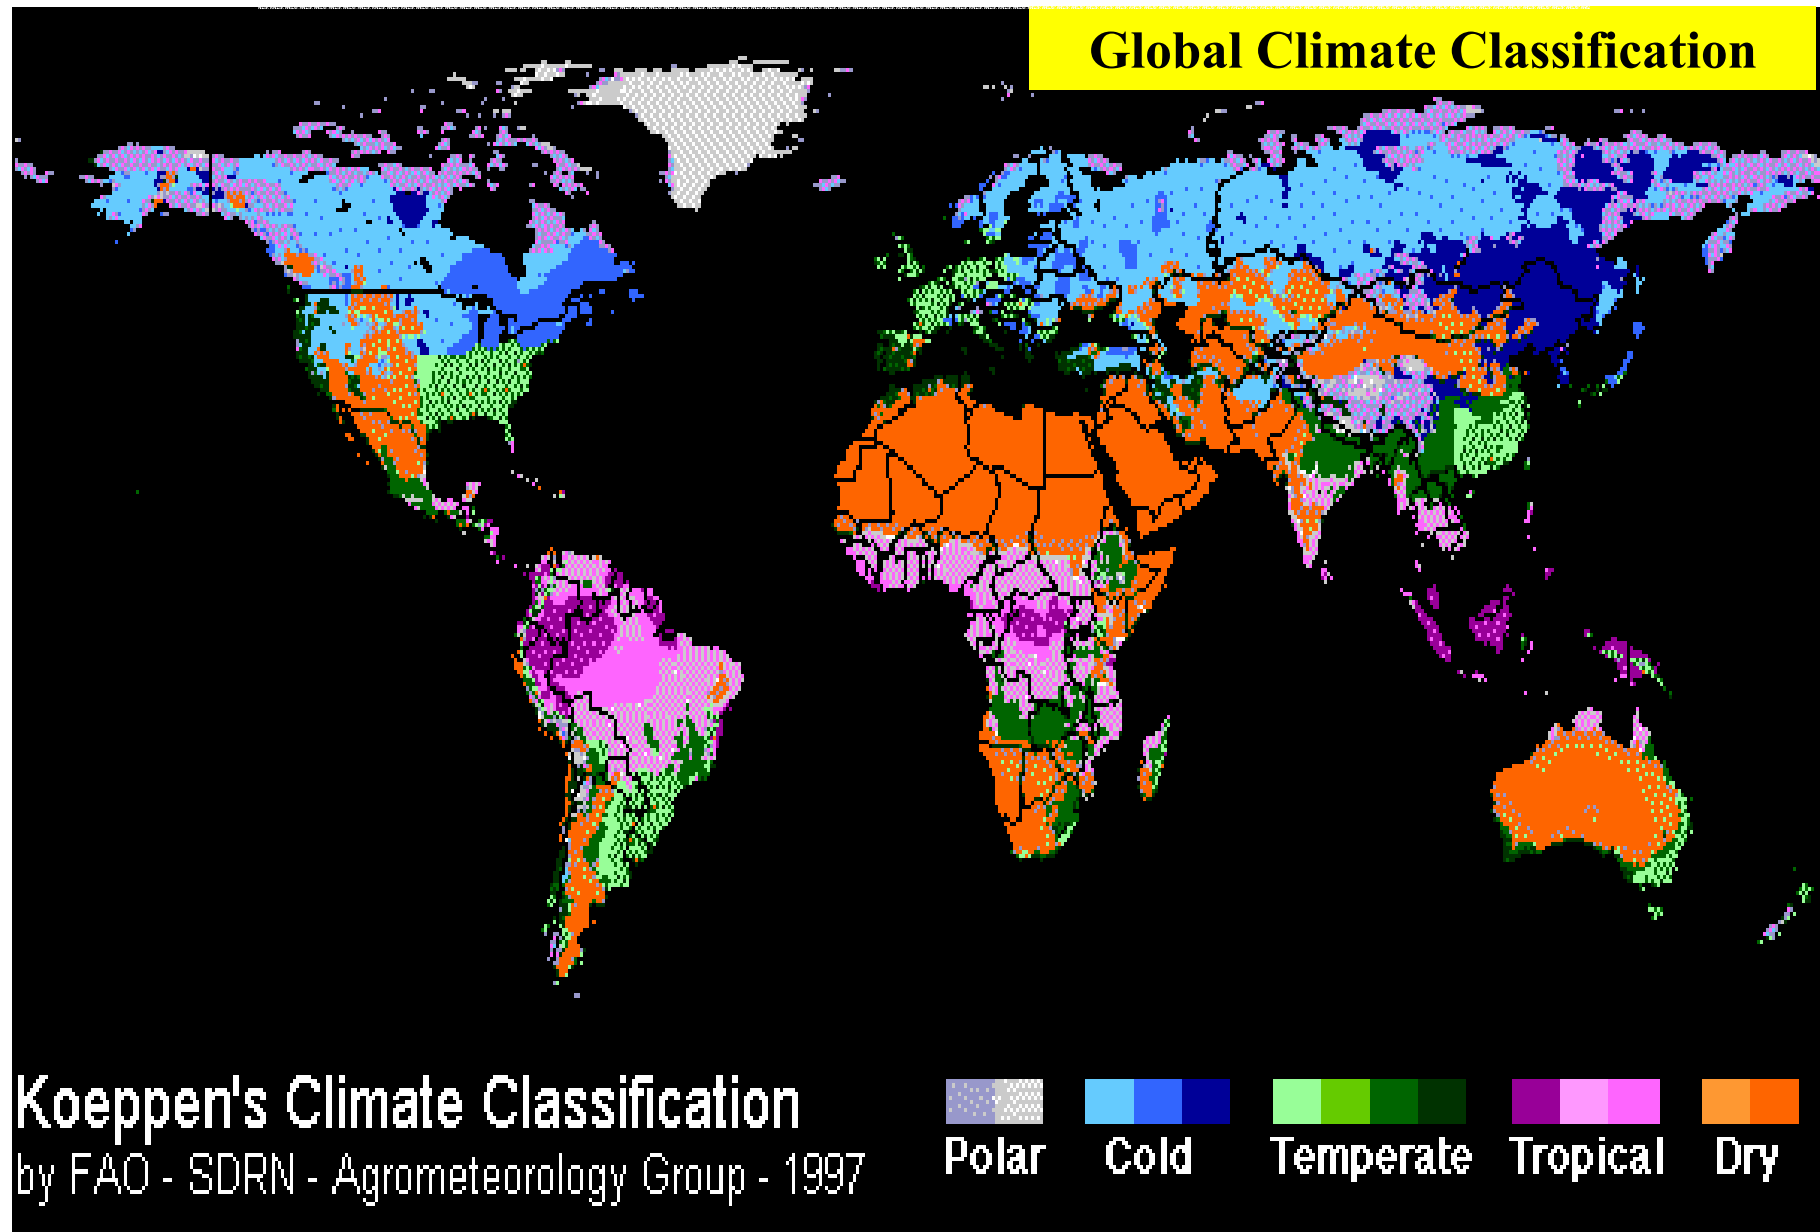 Global Climate Classification
Koeppen's Climate Classification
by FAO - SDRN - Agrometeorology Group - 1997
Polar Cold Temperate Tropical Dry